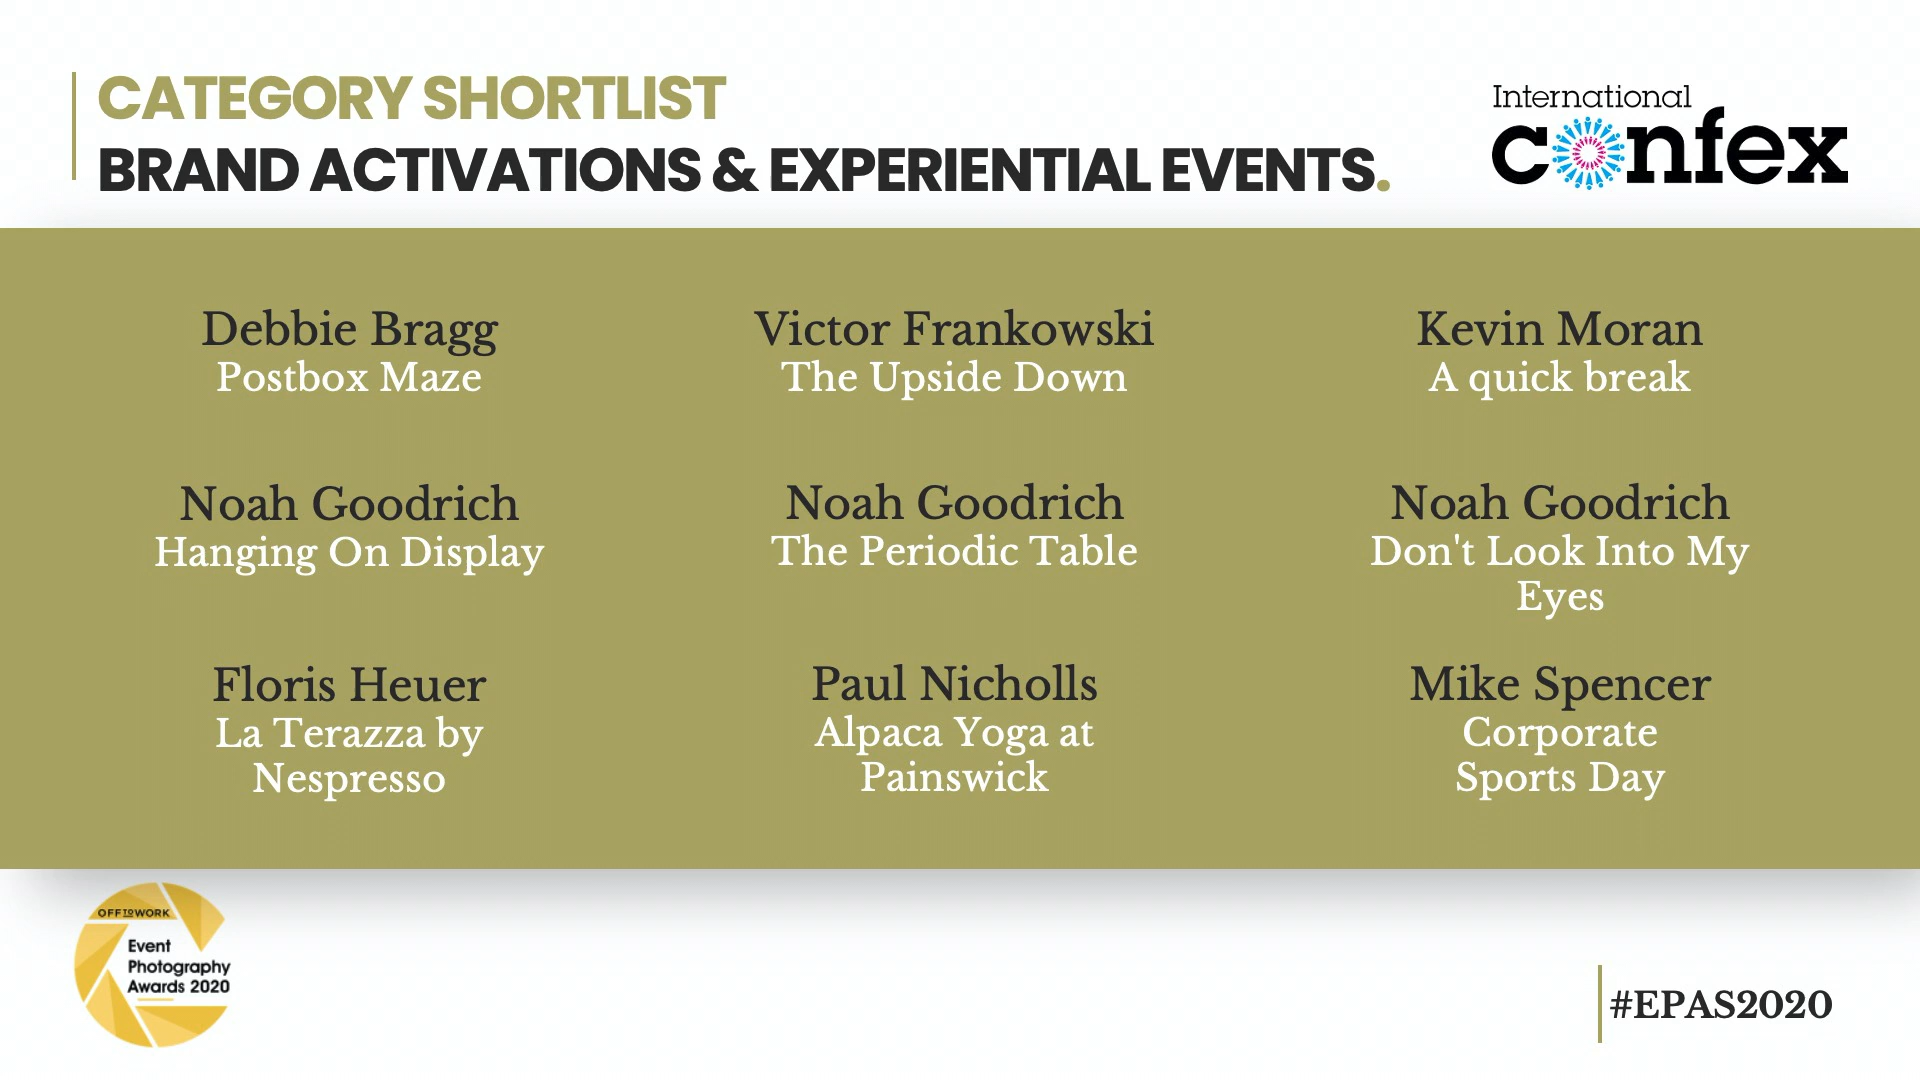 CATEGORY SHORTLIST
BRAND ACTIVATIONS & EXPERIENTIAL EVENTS.
International
confex
Debbie Bragg
Postbox Maze
Victor Frankowski
The Upside Down
Kevin Moran
A quick break
Noah Goodrich
Hanging On Display
Noah Goodrich
The Periodic Table
Noah Goodrich
Don't Look Into My
Eyes
Floris Heuer
La Terazza by
Nespresso
Paul Nicholls
Alpaca Yoga at
Painswick
Mike Spencer
Corporate
Sports Day
OFF TO WORK
Event
Photography
Awards 2020
#EPAS2020